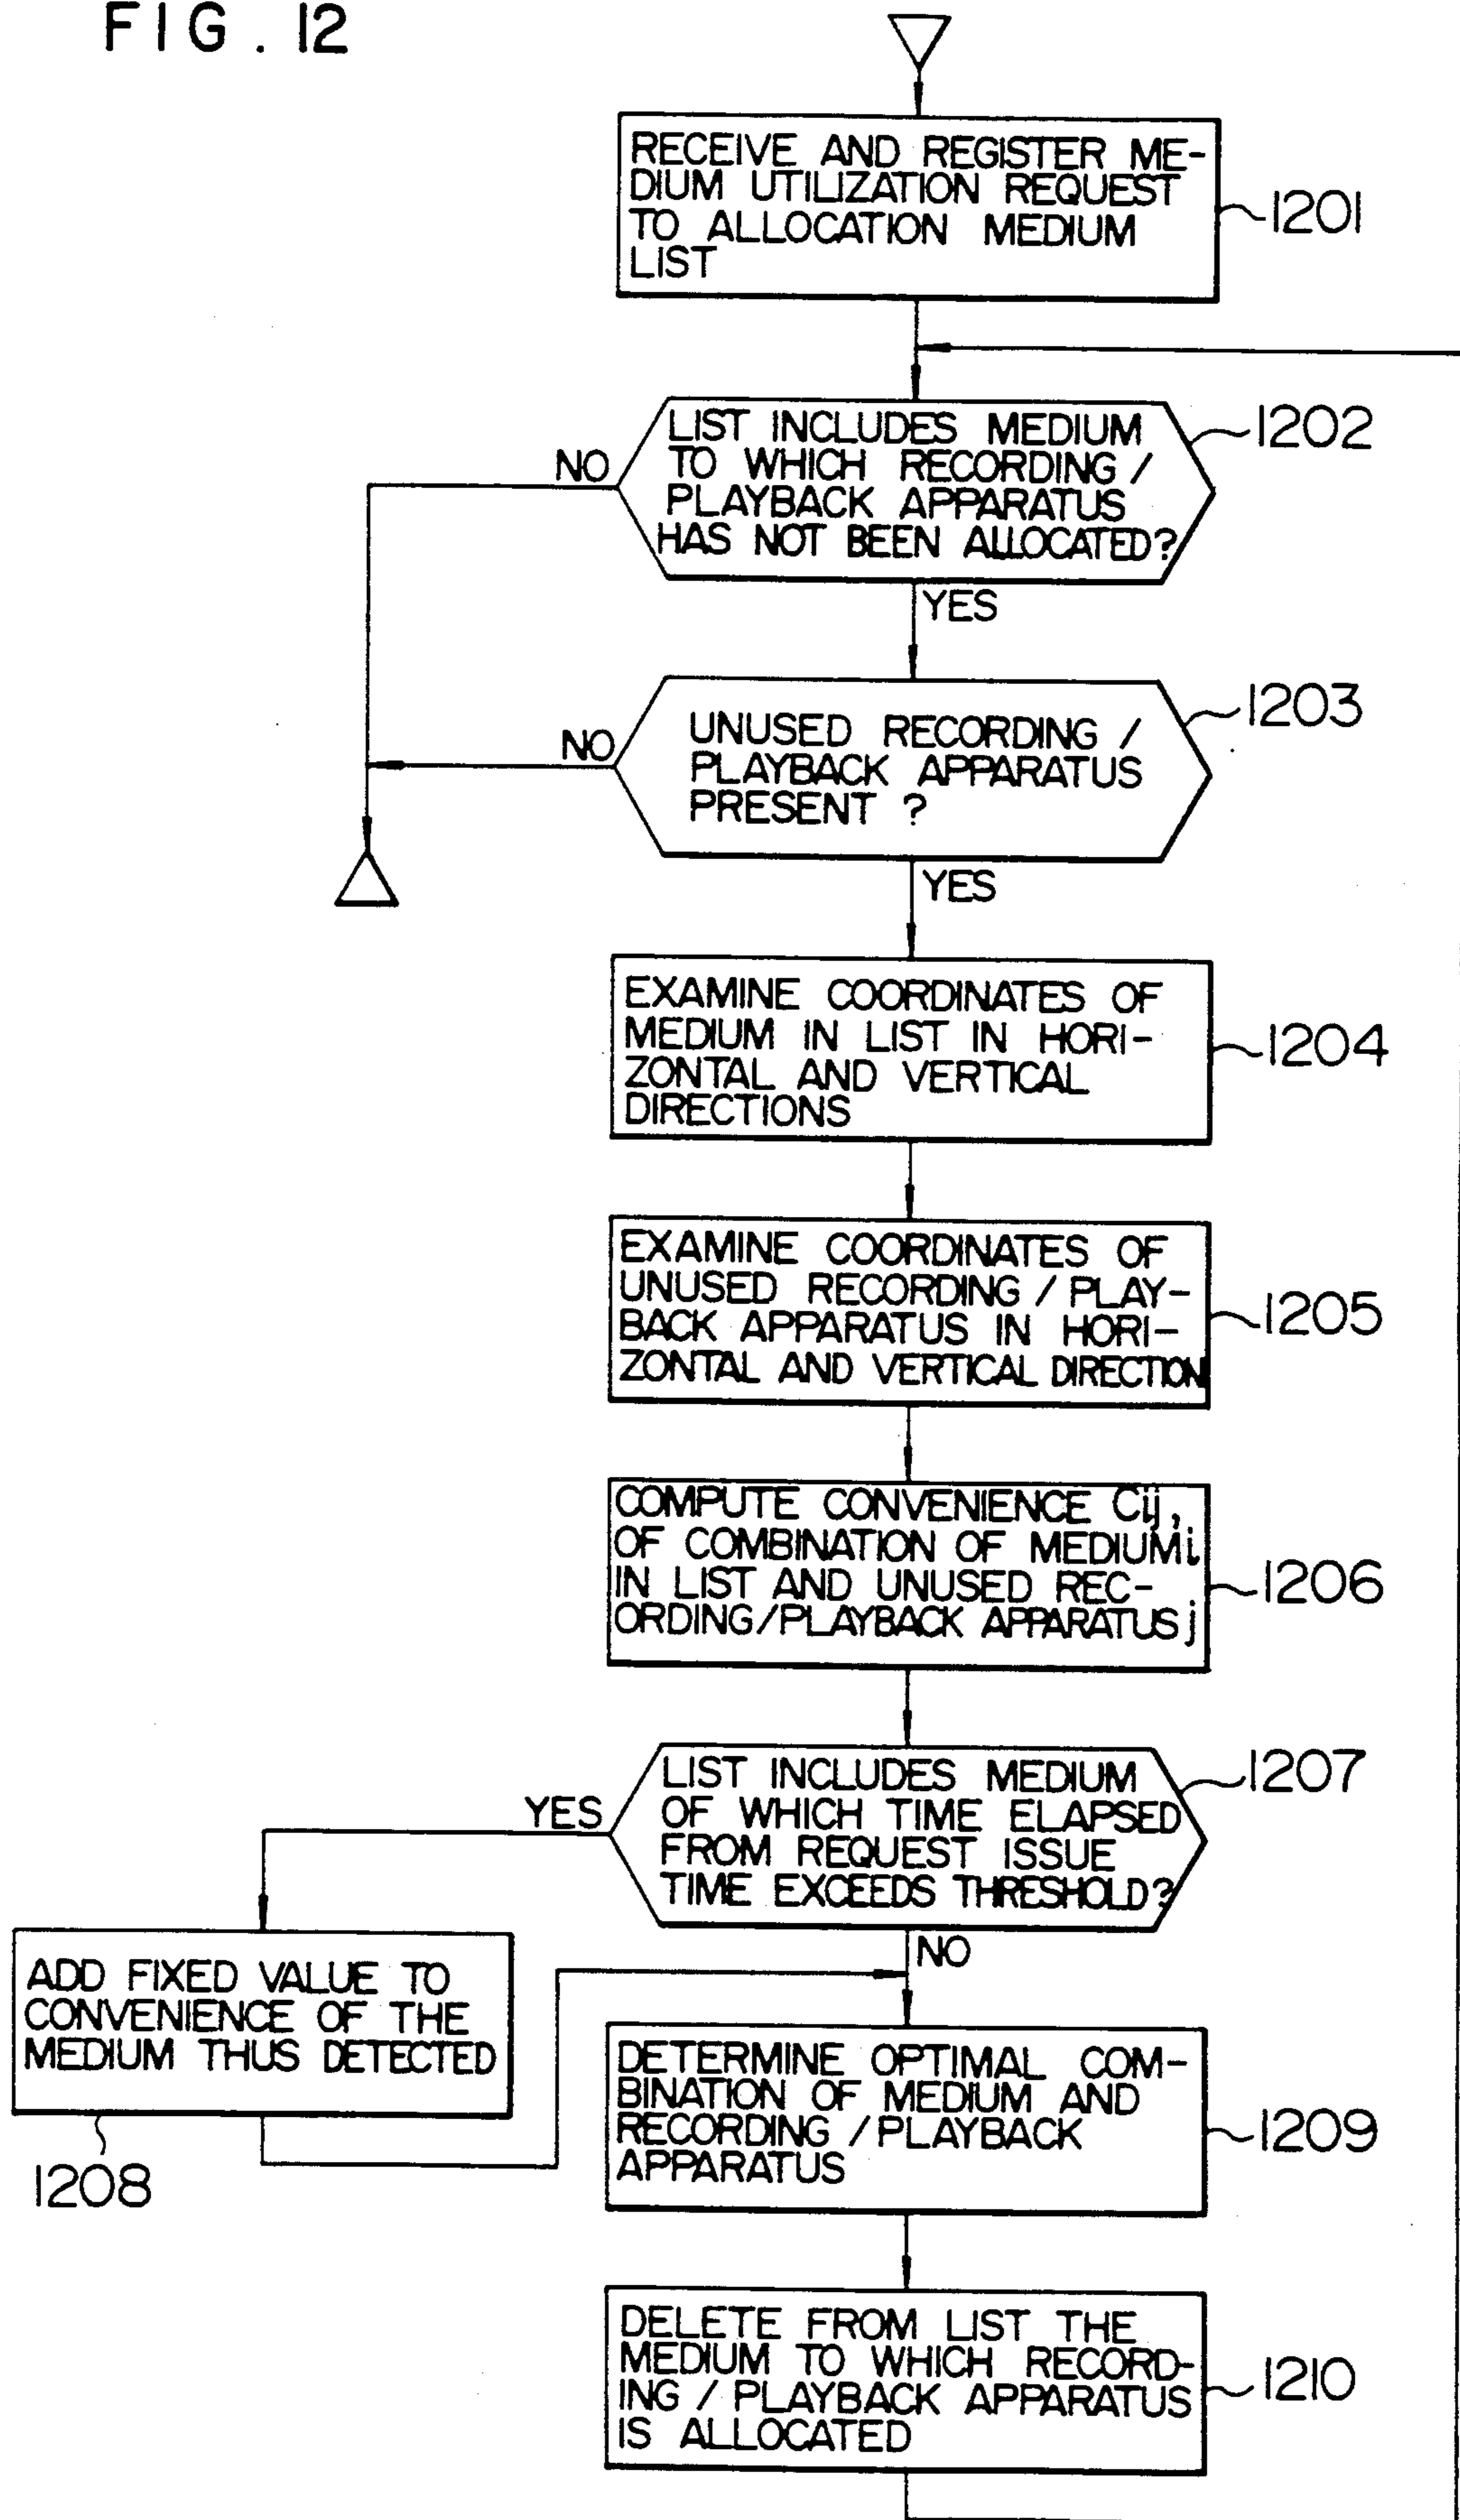 FIG. 12
RECEIVE AND REGISTER ME-
DIUM UTILIZATION REQUEST
TO ALLOCATION MEDIUM
LIST
1201
LIST INCLUDES MEDIUM
TO WHICH RECORDING /
PLAYBACK APPARATUS
HAS NOT BEEN ALLOCATED?
1202
NO
YES
UNUSED RECORDING /
PLAYBACK APPARATUS
PRESENT ?
1203
NO
YES
EXAMINE COORDINATES OF
MEDIUM IN LIST IN HORI-
ZONTAL AND VERTICAL
DIRECTIONS
1204
EXAMINE COORDINATES OF
UNUSED RECORDING / PLAY-
BACK APPARATUS IN HORI-
ZONTAL AND VERTICAL DIRECTION
1205
COMPUTE CONVENIENCE Cij,
OF COMBINATION OF MEDIUM i
IN LIST AND UNUSED REC-
ORDING/PLAYBACK APPARATUS j
1206
LIST INCLUDES MEDIUM
OF WHICH TIME ELAPSED
FROM REQUEST ISSUE
TIME EXCEEDS THRESHOLD?
1207
YES
NO
ADD FIXED VALUE TO
CONVENIENCE OF THE
MEDIUM THUS DETECTED
1208
DETERMINE OPTIMAL COM-
BINATION OF MEDIUM AND
RECORDING / PLAYBACK
APPARATUS
1209
DELETE FROM LIST THE
MEDIUM TO WHICH RECORD-
ING / PLAYBACK APPARATUS
IS ALLOCATED
1210